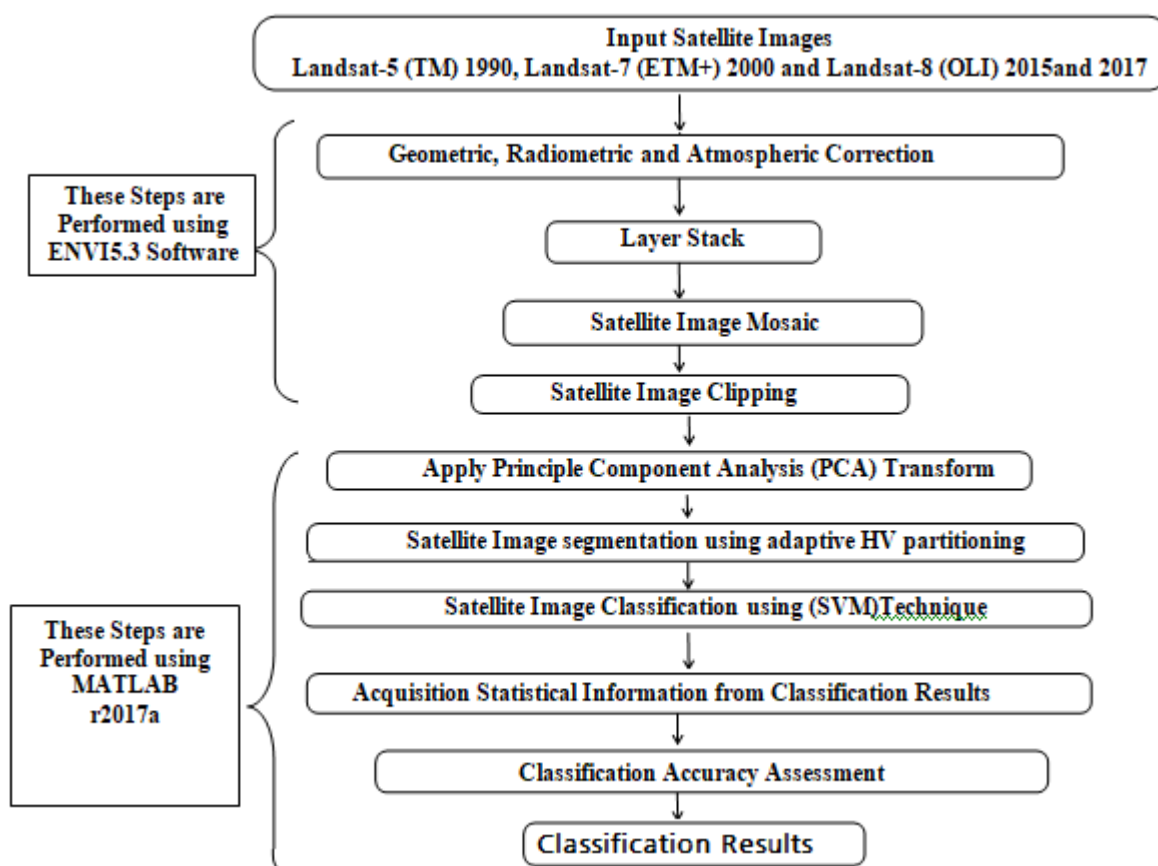 Input Satellite Images
Landsat-5 (TM) 1990, Landsat-7 (ETM+) 2000 and Landsat-8 (OLI) 2015and 2017
Geometric, Radiometric and Atmospheric Correction
These Steps are
Performed using
ENVI5.3 Software
Layer Stack
Satellite Image Mosaic
Satellite Image Clipping
Apply Principle Component Analysis (PCA) Transform
Satellite Image segmentation using adaptive HV partitioning
Satellite Image Classification using (SVM)Technique
These Steps are
Performed using
MATLAB
r2017a
Acquisition Statistical Information from Classification Results
Classification Accuracy Assessment
Classification Results